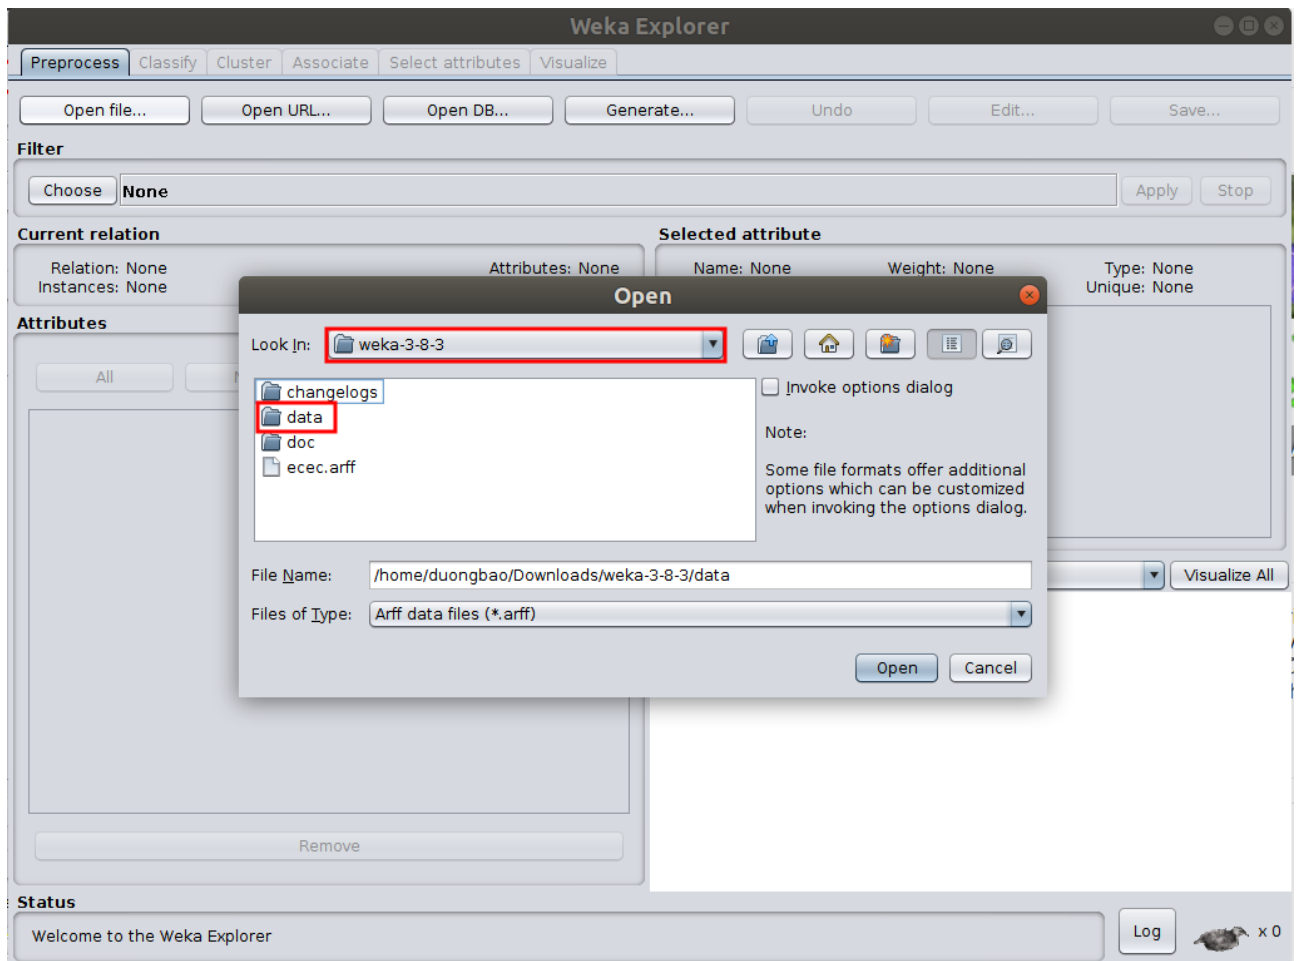 Weka Explorer
Preprocess Classify Cluster Associate Select attributes Visualize
Open file... Open URL... Open DB... Generate... Undo Edit... Save...
Filter
Choose None Apply Stop
Current relation
Relation: None Attributes: None
Instances: None
Selected attribute
Name: None Weight: None Type: None
Unique: None
Attributes
All
Open
Look In: weka-3-8-3
changelogs
data
doc
ecec.arff
Invoke options dialog
Note:
Some file formats offer additional
options which can be customized
when invoking the options dialog.
File Name: /home/duongbao/Downloads/weka-3-8-3/data
Files of Type: Arff data files (*.arff)
Open Cancel
Visualize All
Remove
Status
Welcome to the Weka Explorer
Log x 0